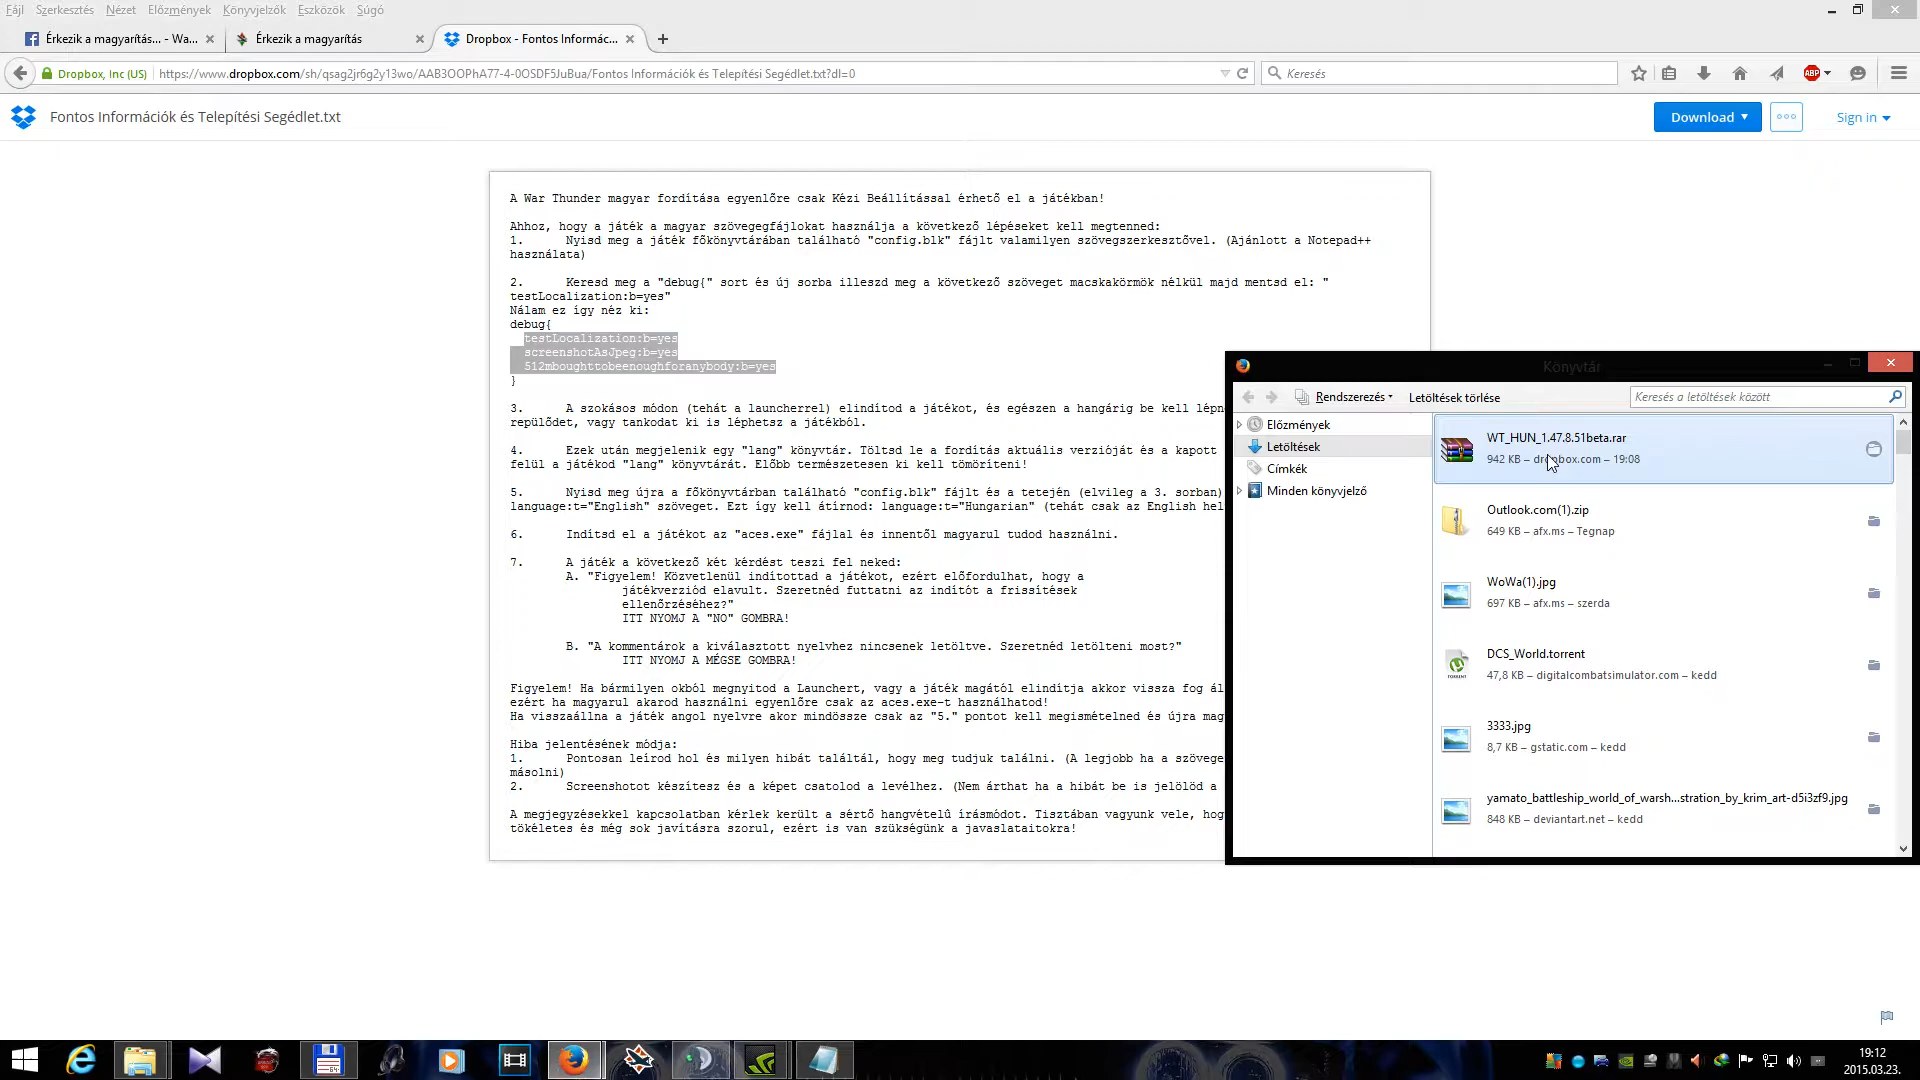 Fájl Szerkesztés Nézet Előzmények Könyvjelzők Eszközök Súgó
Érkezik a magyarítás... - Wa... × Érkezik a magyarítás × Dropbox - Fontos Informác... × +
Dropbox, Inc (US) https://www.dropbox.com/sh/qsag2jr6g2y13wo/AAB3OOPhA77-4-0OSDF5JuBua/Fontos Információk és Telepítési Segédlet.txt?dl=0 Keresés ABP
Fontos Információk és Telepítési Segédlet.txt Download Sign in
A War Thunder magyar fordítása egyenlőre csak Kézi Beállítással érhető el a játékban!
Ahhoz, hogy a játék a magyar szövegegfájlokat használja a következő lépéseket kell megtenned:
1. Nyisd meg a játék főkönyvtárában található "config.blk" fájlt valamilyen szövegszerkesztővel. (Ajánlott a Notepad++
használata)
2. Keresd meg a "debug{" sort és új sorba illeszd meg a következő szöveget macskakörmök nélkül majd mentsd el: "
testLocalization:b=yes"
Nálam ez így néz ki:
debug{
testLocalization:b=yes
screenshotAsJpeg:b=yes
512mboughttobeenoughforanybody:b=yes
}
3. A szokásos módon (tehát a launcherrel) elindítod a játékot, és egészen a hangárig be kell lépn
repülődet, vagy tankodat ki is léphetsz a játékból.
4. Ezek után megjelenik egy "lang" könyvtár. Töltsd le a fordítás aktuális verzióját és a kapott
felül a játékod "lang" könyvtárát. Előbb természetesen ki kell tömöríteni!
5. Nyisd meg újra a főkönyvtárban található "config.blk" fájlt és a tetején (elvileg a 3. sorban)
language:t="English" szöveget. Ezt így kell átírnod: language:t="Hungarian" (tehát csak az English hel
6. Indítsd el a játékot az "aces.exe" fájlal és innentől magyarul tudod használni.
7. A játék a következő két kérdést teszi fel neked:
A. "Figyelem! Közvetlenül indítottad a játékot, ezért előfordulhat, hogy a
játékverziód elavult. Szeretnéd futtatni az indítót a frissítések
ellenőrzéséhez?"
ITT NYOMJ A "NO" GOMBRA!
B. "A kommentárok a kiválasztott nyelvhez nincsenek letöltve. Szeretnéd letölteni most?"
ITT NYOMJ A MÉGSE GOMBRA!
Figyelem! Ha bármilyen okból megnyitod a Launchert, vagy a játék magától elindítja akkor vissza fog ál
ezért ha magyarul akarod használni egyenlőre csak az aces.exe-t használhatod!
Ha visszaállna a játék angol nyelvre akor mindössze csak az "5." pontot kell megismételned és újra mag
Hiba jelentésének módja:
1. Pontosan leírod hol és milyen hibát találtál, hogy meg tudjuk találni. (A legjobb ha a szövege
másolni)
2. Screenshotot készítesz és a képet csatolod a levélhez. (Nem árthat ha a hibát be is jelölöd a
A megjegyzésekkel kapcsolatban kérlek került a sértő hangvételű írásmódot. Tisztában vagyunk vele, hog
tökéletes és még sok javításra szorul, ezért is van szükségünk a javaslataitokra!
Könyvtár
Rendszerezés Letöltések törlése Keresés a letöltések között
Előzmények
Letöltések
Címkék
Minden könyvjelző
WT_HUN_1.47.8.51beta.rar
942 KB – dropbox.com – 19:08
Outlook.com(1).zip
649 KB – afx.ms – Tegnap
WoWa(1).jpg
697 KB – afx.ms – szerda
DCS_World.torrent
47,8 KB – digitalcombatsimulator.com – kedd
3333.jpg
8,7 KB – gstatic.com – kedd
yamato_battleship_world_of_warsh...stration_by_krim_art-d5i3zf9.jpg
848 KB – deviantart.net – kedd
19:12
2015.03.23.